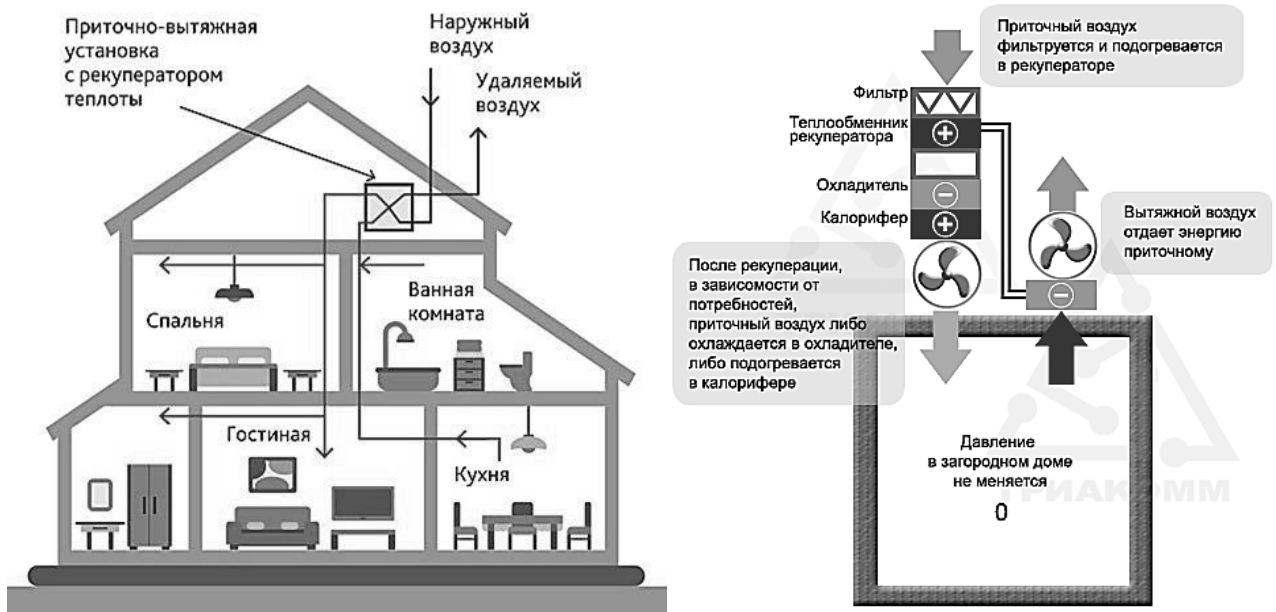 Приточно-вытяжная
установка
с рекуператором
теплоты
Наружный
воздух
Удаляемый
воздух
Спальня
Ванная
комната
Гостиная
Кухня
Приточный воздух
фильтруется и подогревается
в рекуператоре
Фильтр
Теплообменник
рекуператора
Охладитель
Калорифер
Вытяжной воздух
отдает энергию
приточному
После рекуперации,
в зависимости от
потребностей,
приточный воздух либо
охлаждается в охладителе,
либо подогревается
в калорифере
Давление
в загородном доме
не меняется
0
ТРИАКОММ